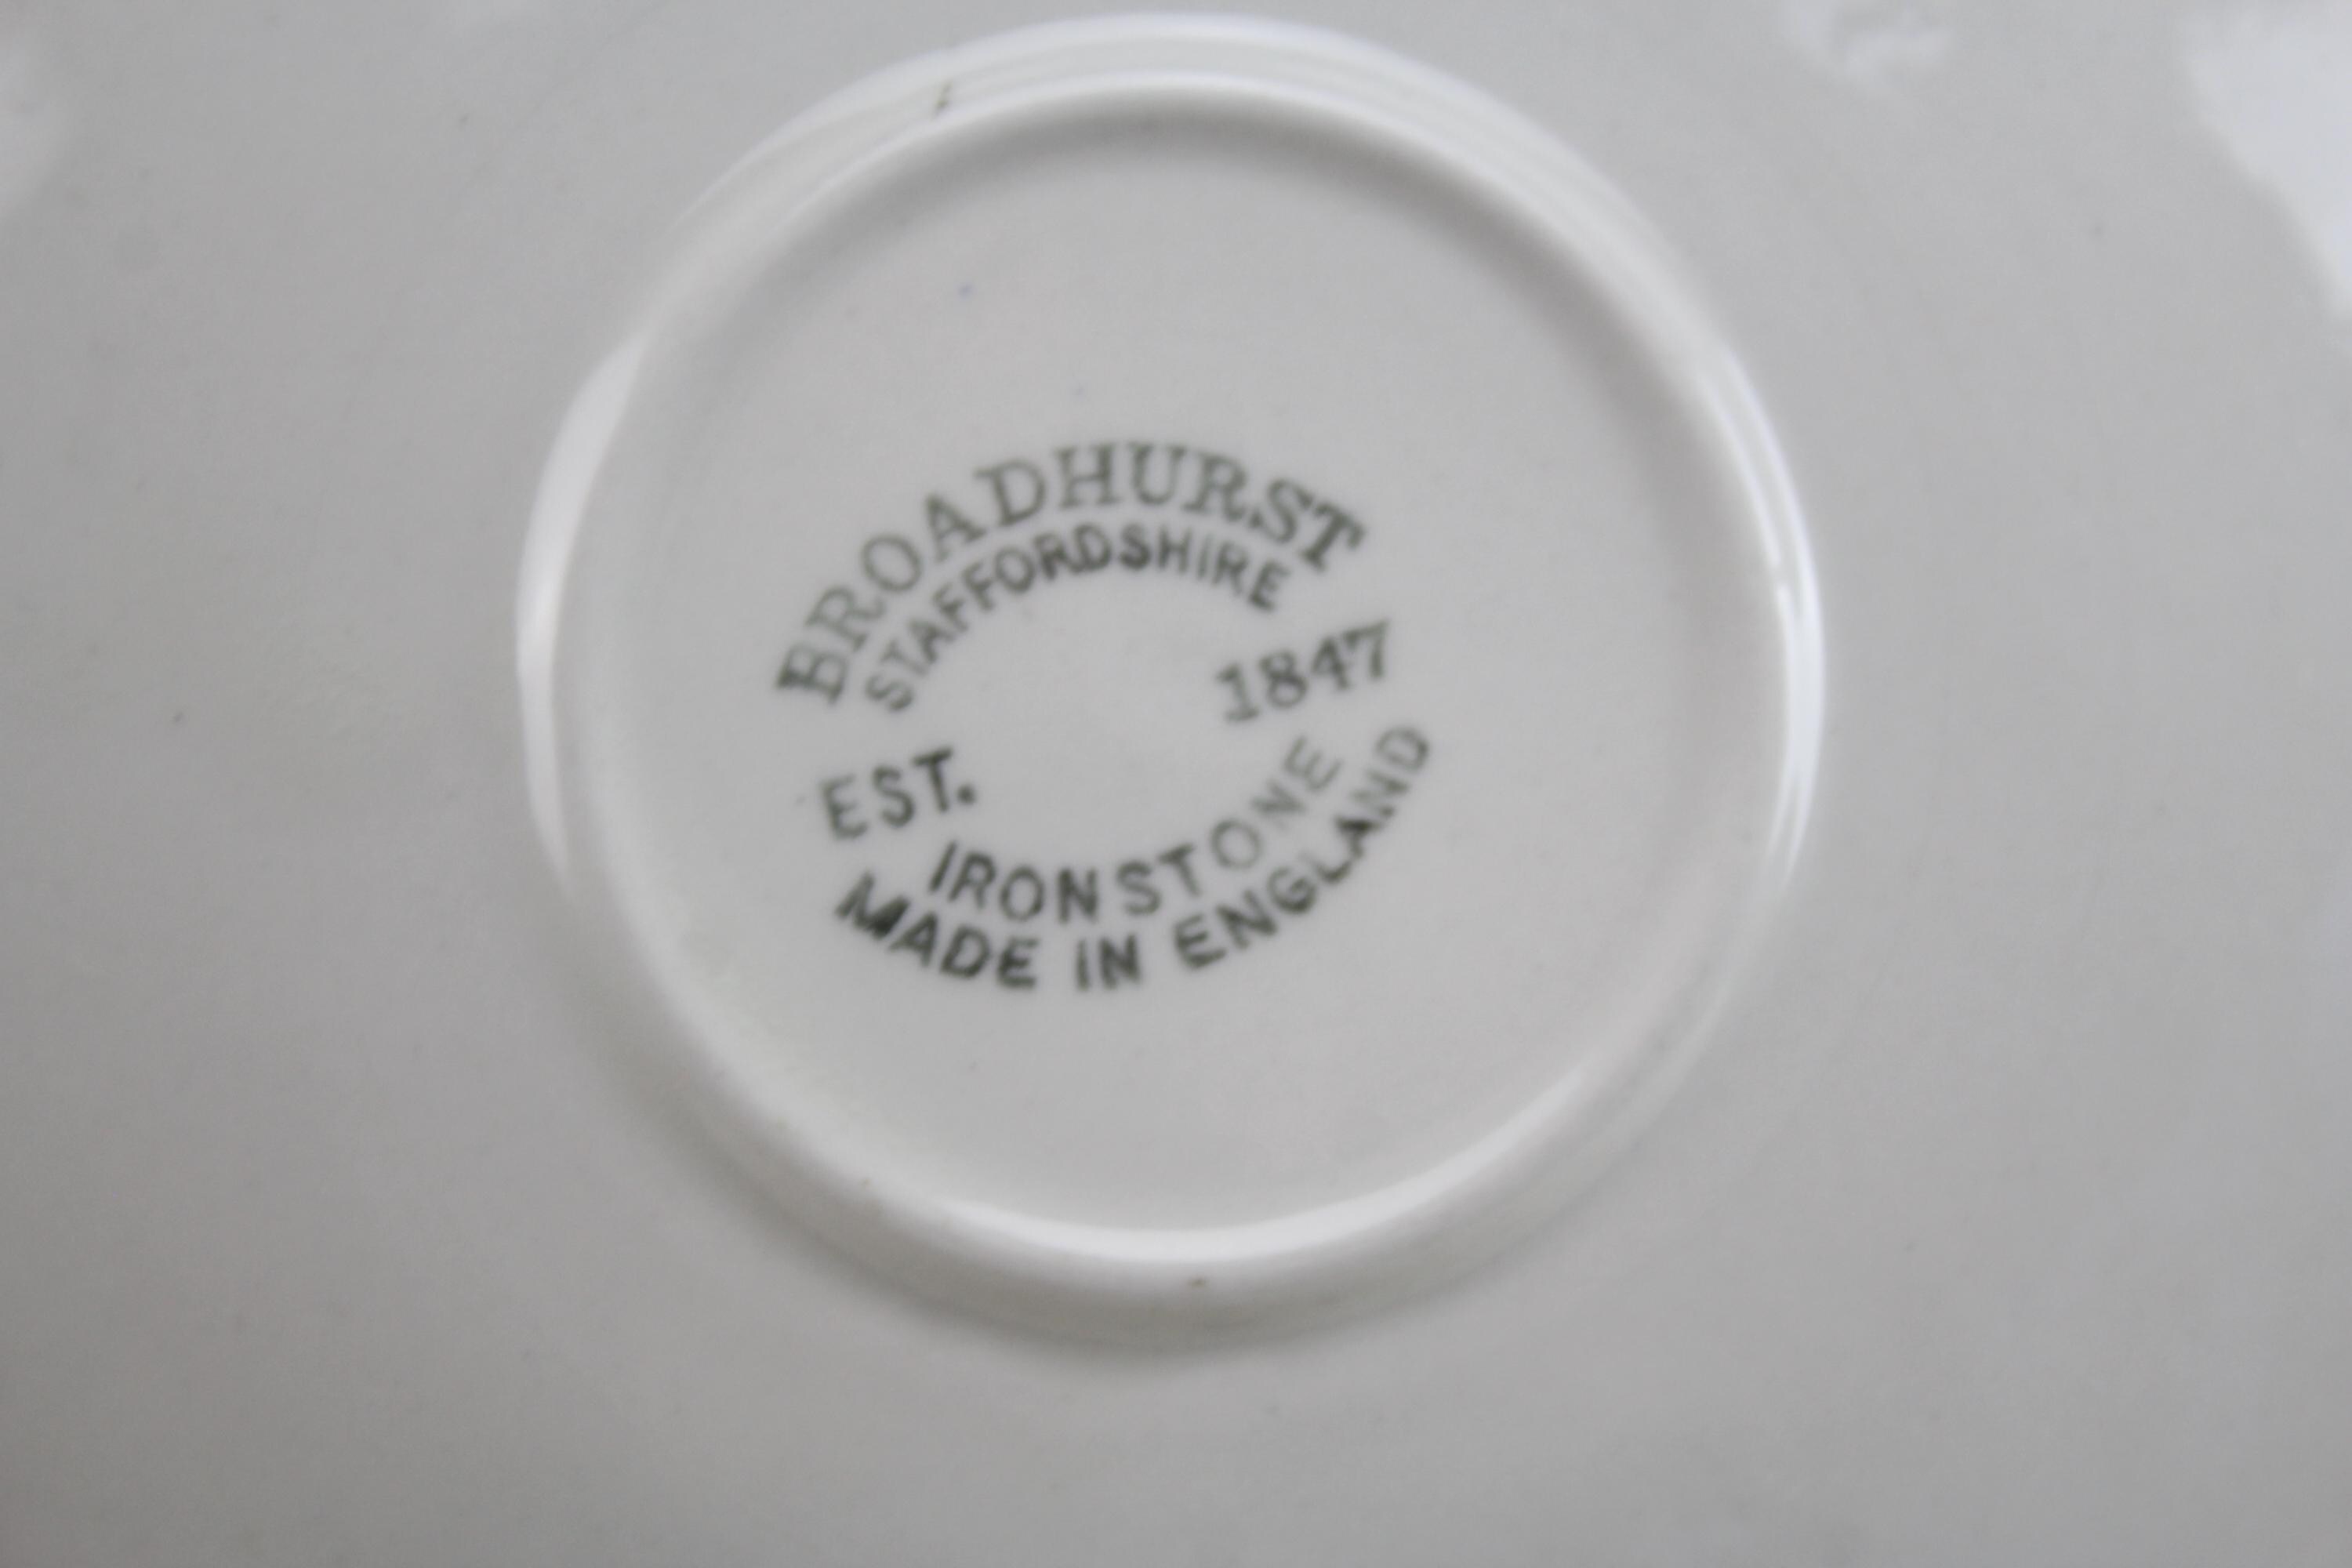 BROADHURST
STAFFORDSHIRE
EST. 1847
IRONSTONE
MADE IN ENGLAND